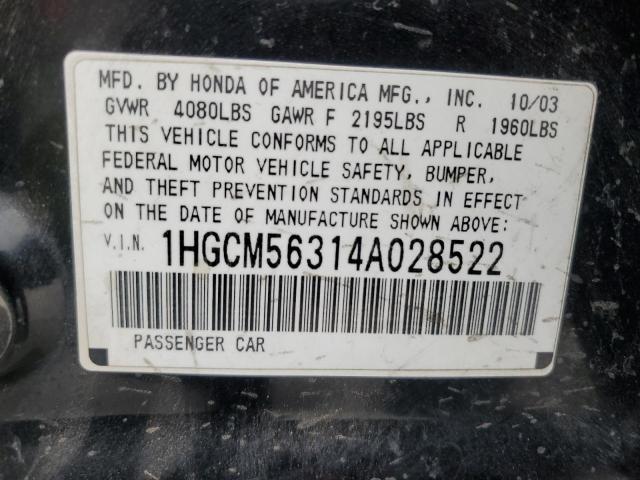 MFD. BY HONDA OF AMERICA MFG., INC. 10/03
GVWR 4080LBS GAWR F 2195LBS R 1960LBS
THIS VEHICLE CONFORMS TO ALL APPLICABLE
FEDERAL MOTOR VEHICLE SAFETY, BUMPER,
AND THEFT PREVENTION STANDARDS IN EFFECT
ON THE DATE OF MANUFACTURE SHOWN ABOVE:
V.I.N. 1HGCM56314A028522
PASSENGER CAR